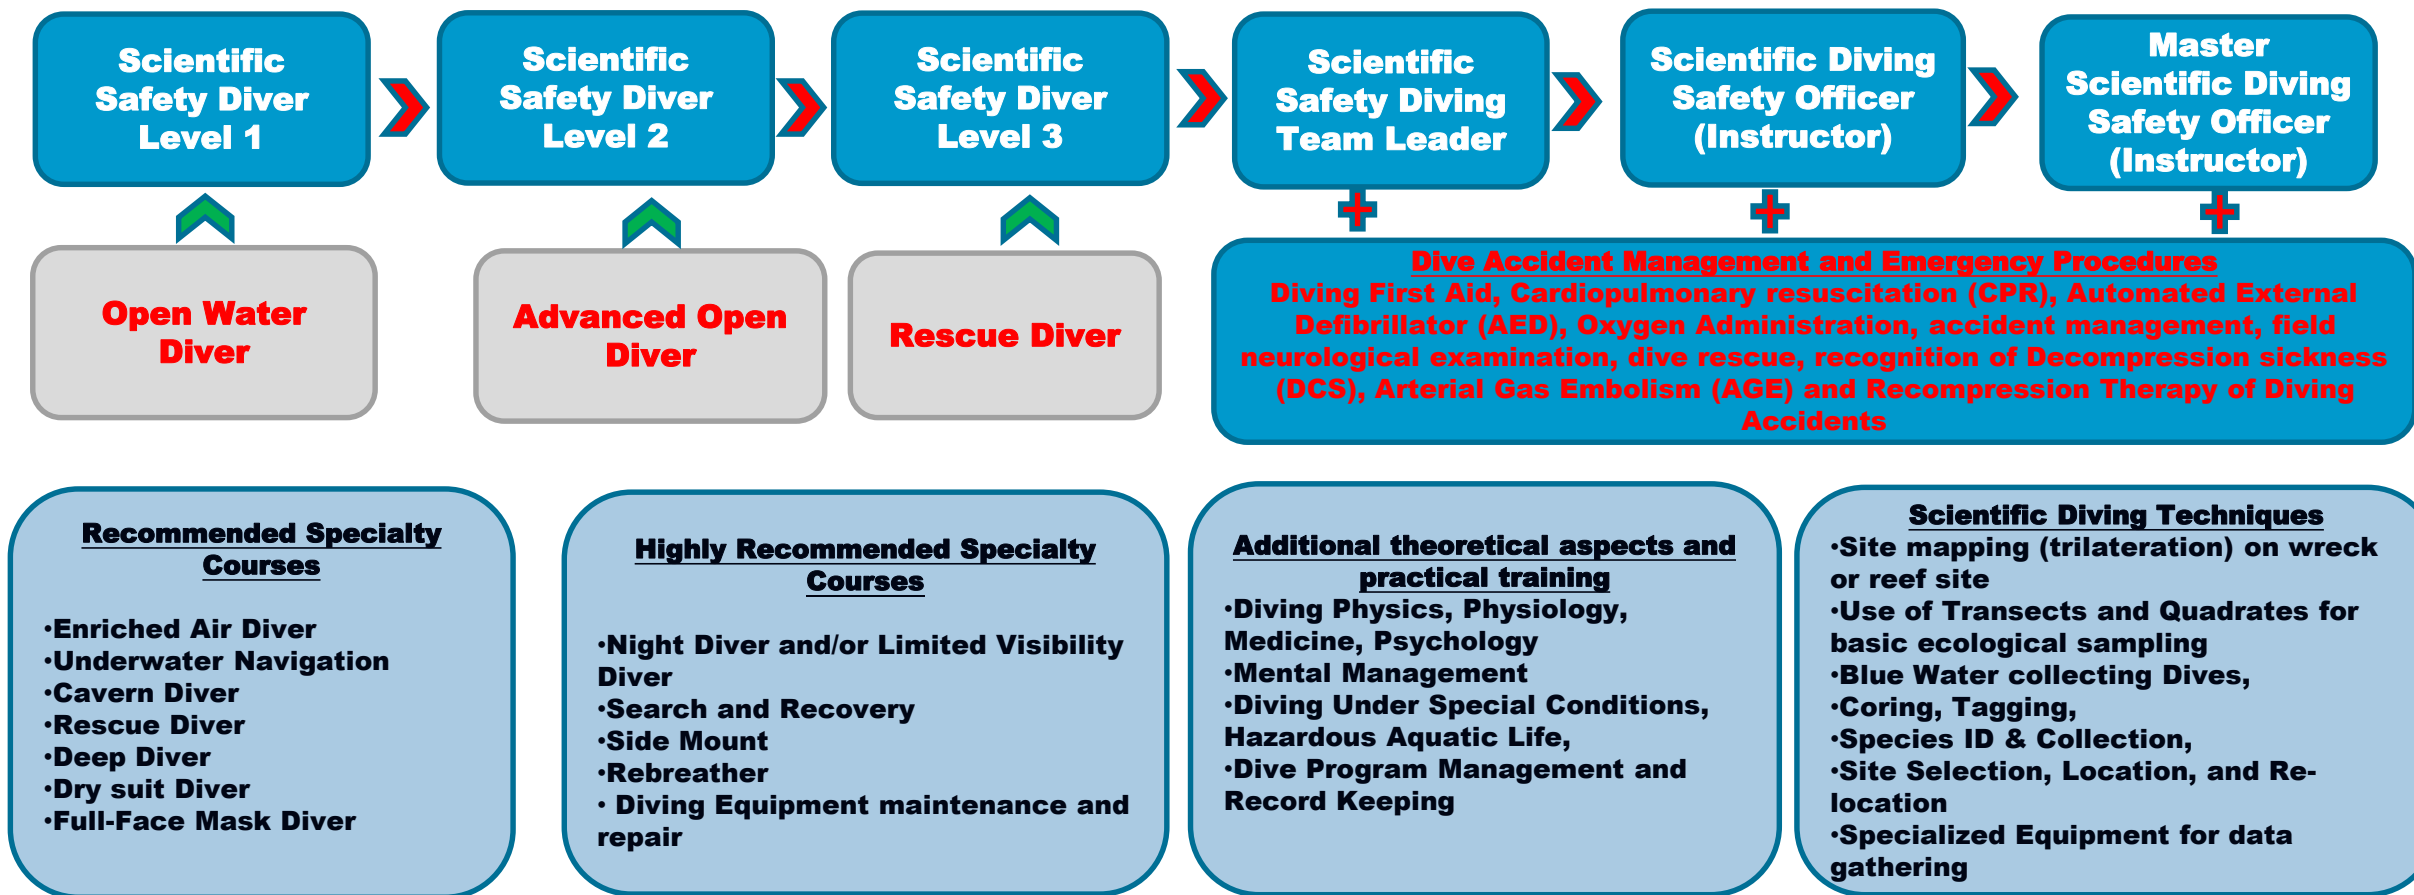 Scientific
Safety Diver
Level 1
Scientific
Safety Diver
Level 2
Scientific
Safety Diver
Level 3
Scientific
Safety Diving
Team Leader
Scientific Diving
Safety Officer
(Instructor)
Master
Scientific Diving
Safety Officer
(Instructor)
Open Water
Diver
Advanced Open
Diver
Rescue Diver
Dive Accident Management and Emergency Procedures
Diving First Aid, Cardiopulmonary resuscitation (CPR), Automated External
Defibrillator (AED), Oxygen Administration, accident management, field
neurological examination, dive rescue, recognition of Decompression sickness
(DCS), Arterial Gas Embolism (AGE) and Recompression Therapy of Diving
Accidents
Recommended Specialty
Courses
•Enriched Air Diver
•Underwater Navigation
•Cavern Diver
•Rescue Diver
•Deep Diver
•Dry suit Diver
•Full-Face Mask Diver
Highly Recommended Specialty
Courses
•Night Diver and/or Limited Visibility
Diver
•Search and Recovery
•Side Mount
•Rebreather
• Diving Equipment maintenance and
repair
Additional theoretical aspects and
practical training
•Diving Physics, Physiology,
Medicine, Psychology
•Mental Management
•Diving Under Special Conditions,
Hazardous Aquatic Life,
•Dive Program Management and
Record Keeping
Scientific Diving Techniques
•Site mapping (trilateration) on wreck
or reef site
•Use of Transects and Quadrates for
basic ecological sampling
•Blue Water collecting Dives,
•Coring, Tagging,
•Species ID & Collection,
•Site Selection, Location, and Re-
location
•Specialized Equipment for data
gathering